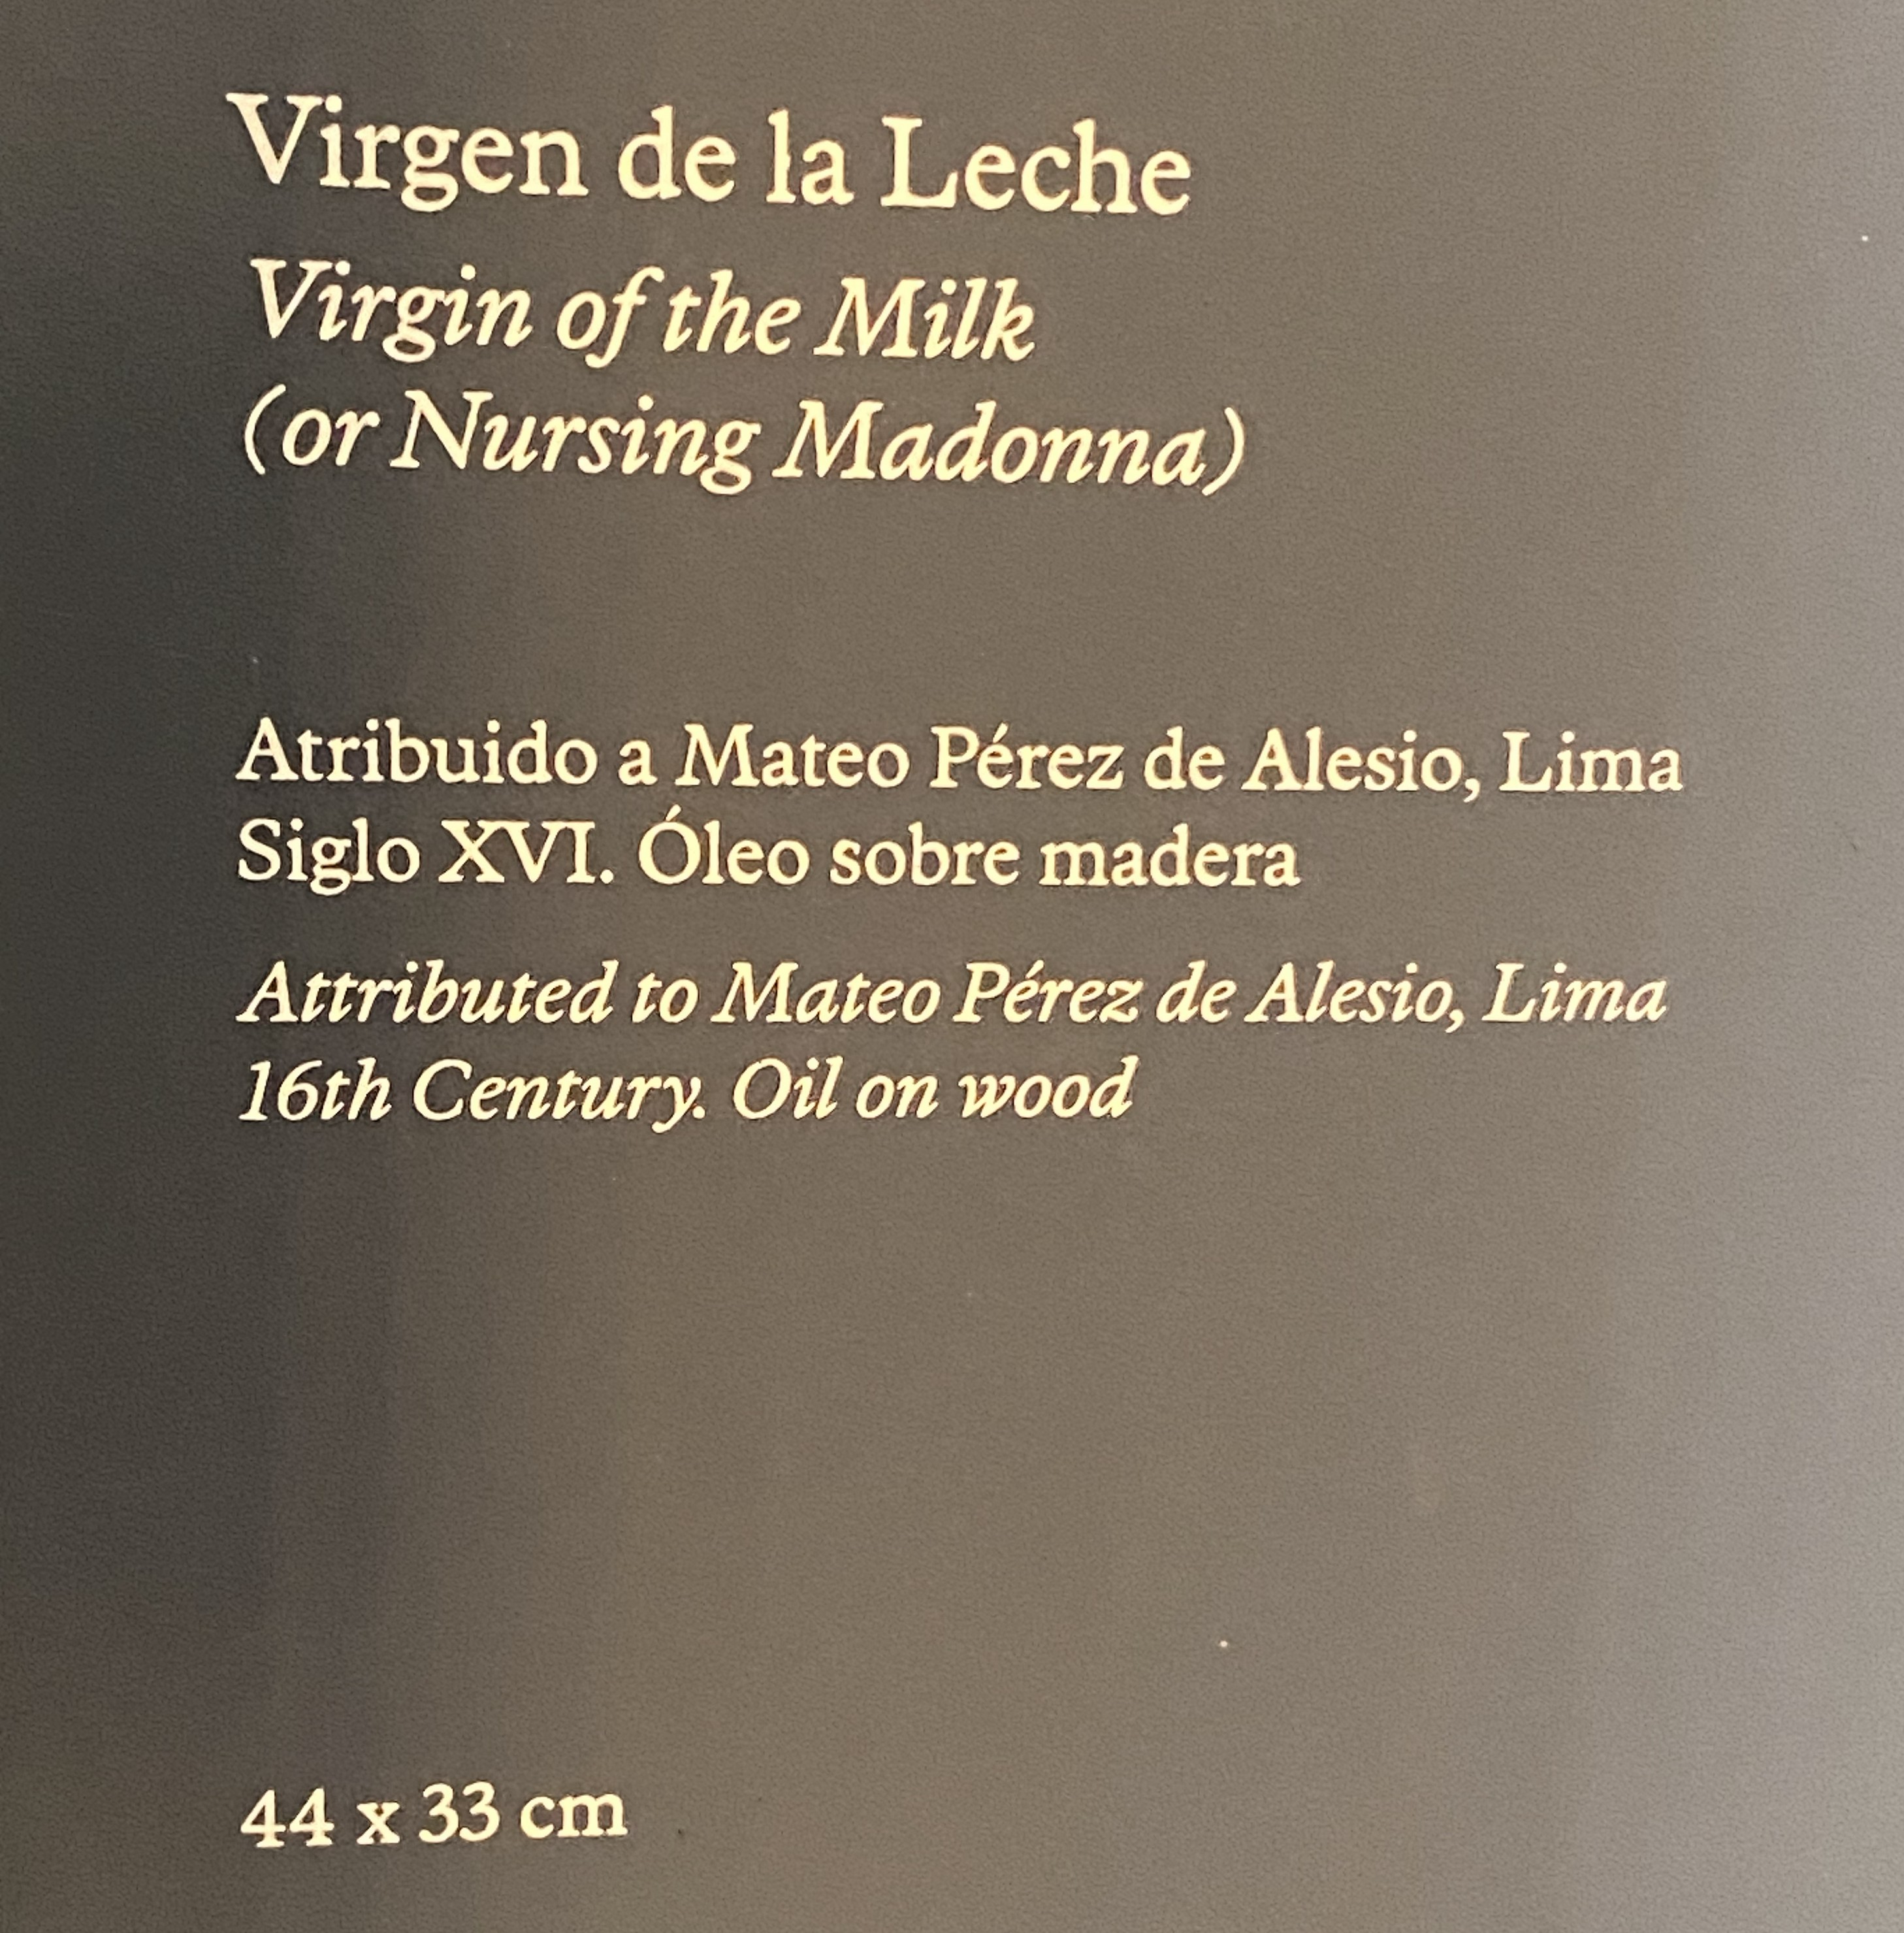 Virgen de la Leche
Virgin of the Milk
(or Nursing Madonna)
Atribuido a Mateo Pérez de Alesio, Lima
Siglo XVI. Óleo sobre madera
Attributed to Mateo Pérez de Alesio, Lima
16th Century. Oil on wood
44 x 33 cm